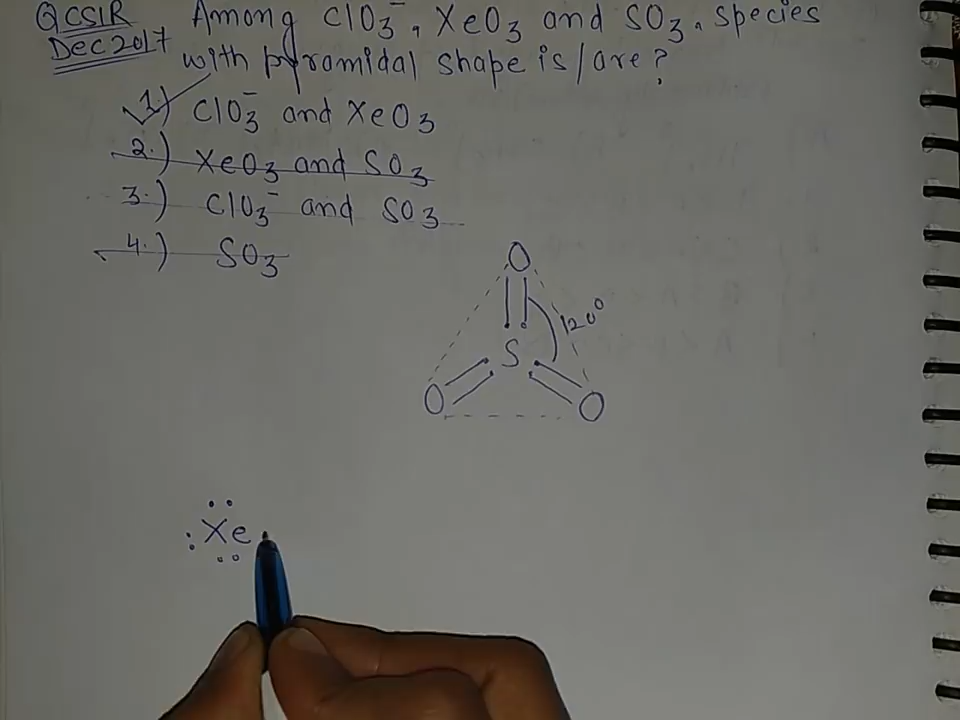 Q CSIR Among ClO3⁻, XeO3 and SO3, species
Dec 2017 with pyramidal shape is/are?
1.) ClO3⁻ and XeO3
2.) XeO3 and SO3
3.) ClO3⁻ and SO3
4.) SO3
O
120°
S
O O
Xe